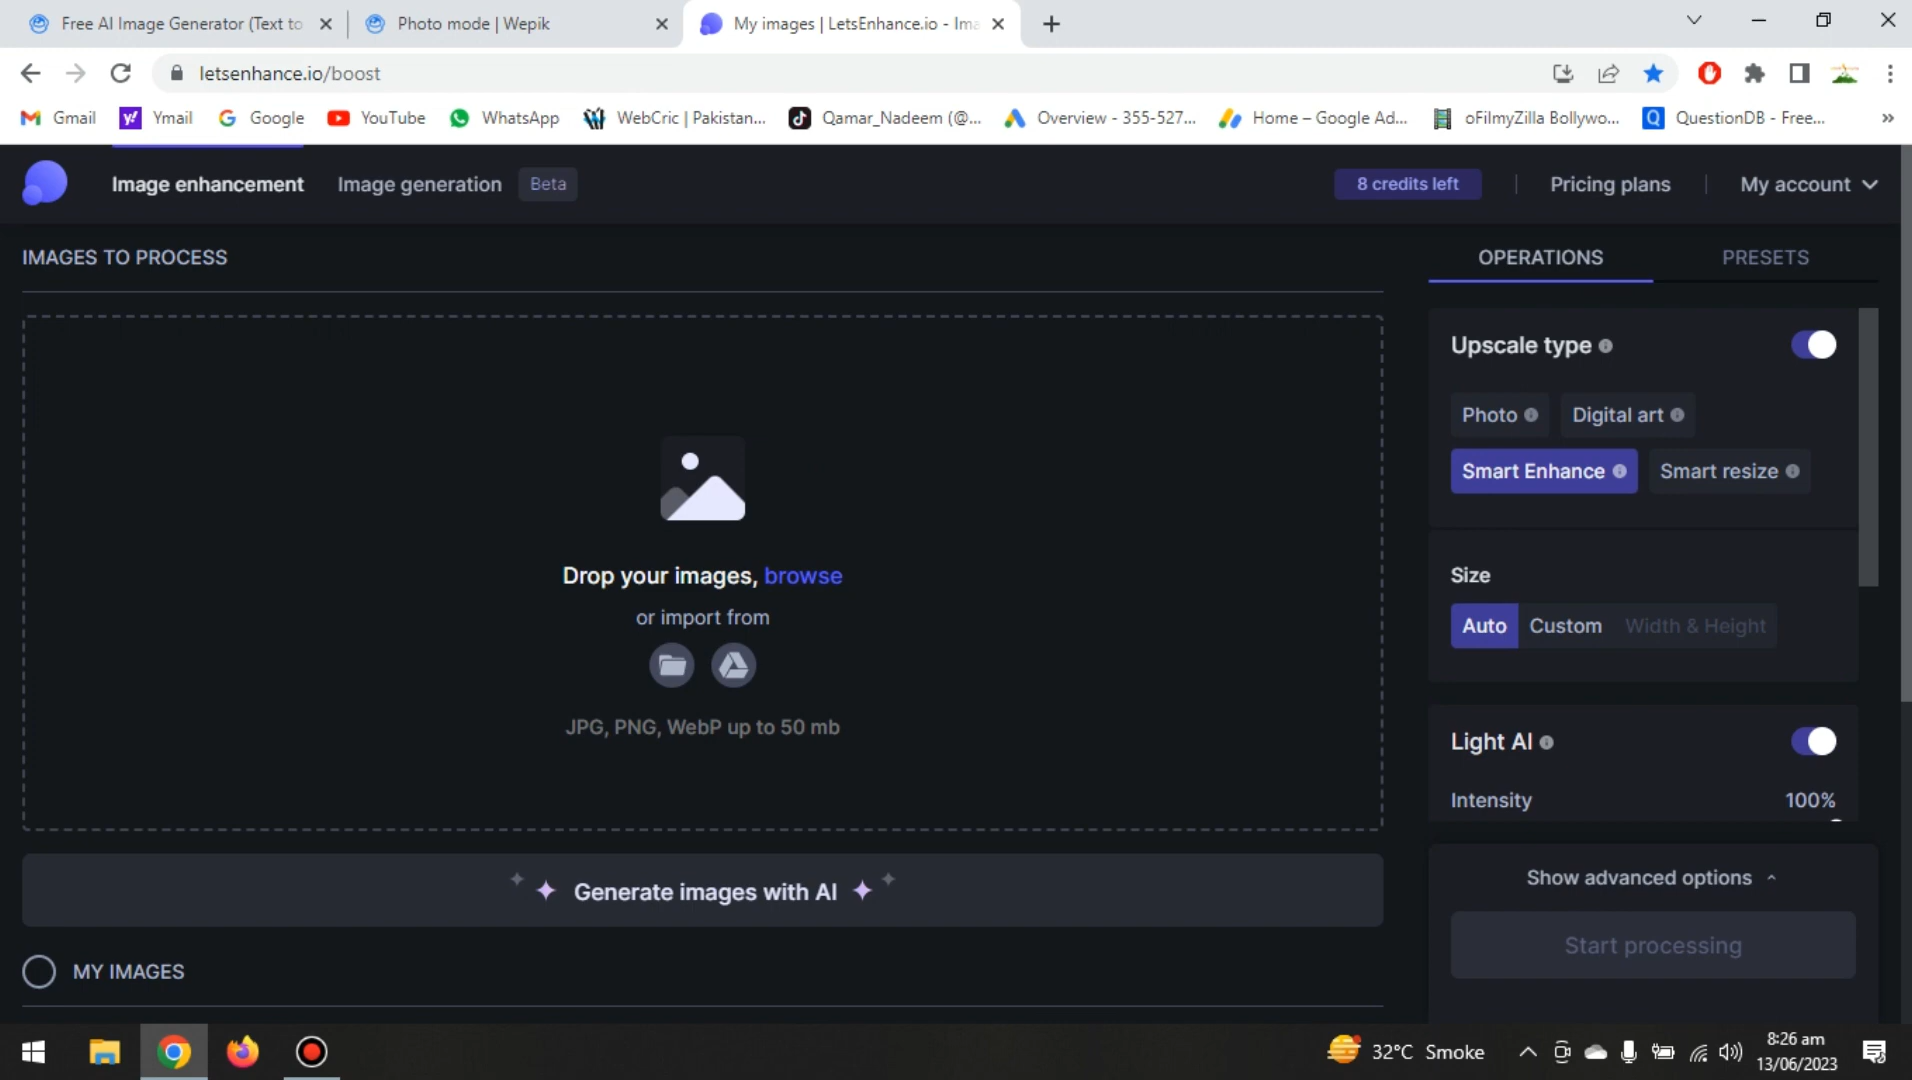 Free AI Image Generator (Text to
Photo mode | Wepik
My images | LetsEnhance.io - Ima
letsenhance.io/boost
Gmail
Ymail
Google
YouTube
WhatsApp
WebCric | Pakistan...
Qamar_Nadeem (@...
Overview - 355-527...
Home – Google Ad...
oFilmyZilla Bollywo...
QuestionDB - Free...
»
Image enhancement
Image generation
Beta
8 credits left
Pricing plans
My account
IMAGES TO PROCESS
OPERATIONS
PRESETS
Upscale type
Photo
Digital art
Smart Enhance
Smart resize
Drop your images, browse
or import from
JPG, PNG, WebP up to 50 mb
Size
Auto
Custom
Width & Height
Light AI
Intensity
100%
Generate images with AI
Show advanced options
Start processing
MY IMAGES
32°C Smoke
8:26 am
13/06/2023